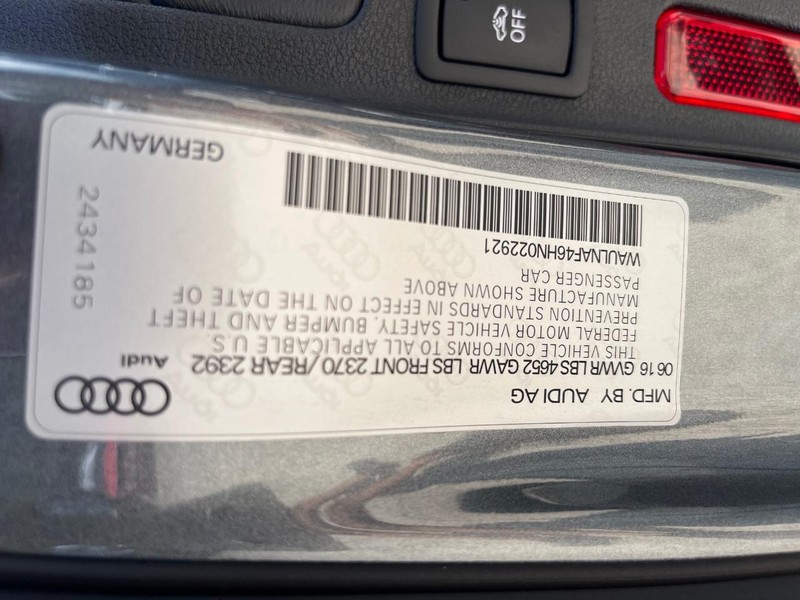 OFF
MFD. BY AUDI AG
0616 GVWR LBS 4652 GAWR LBS FRONT 2370/REAR 2392
Audi
THIS VEHICLE CONFORMS TO ALL APPLICABLE U.S.
FEDERAL MOTOR VEHICLE SAFETY, BUMPER AND THEFT
PREVENTION STANDARDS IN EFFECT ON THE DATE OF
MANUFACTURE SHOWN ABOVE
PASSENGER CAR
WAULNAF46HN022921
GERMANY
2434185